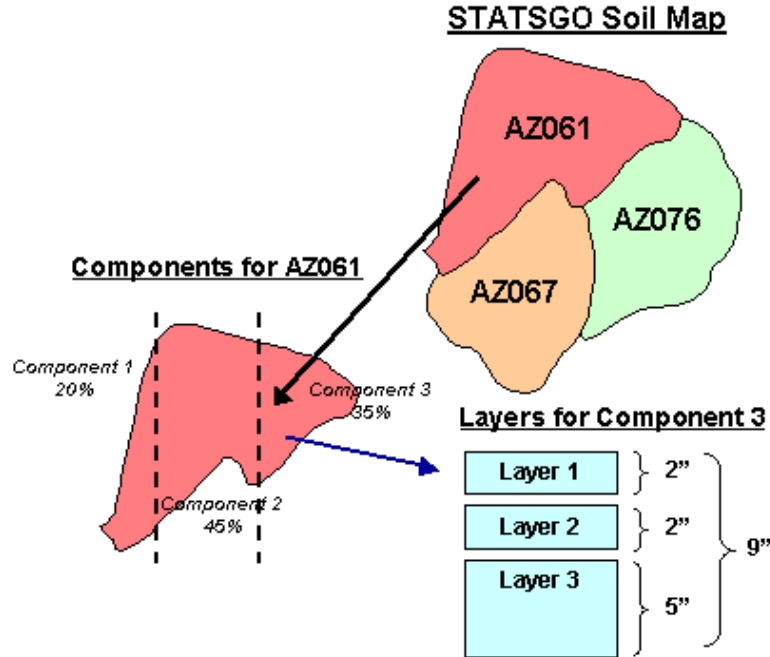 STATSGO Soil Map
AZ061
AZ076
AZ067
Components for AZ061
Component 1
20%
Component 3
35%
Component 2
45%
Layers for Component 3
Layer 1
2”
Layer 2
2”
9”
Layer 3
5”